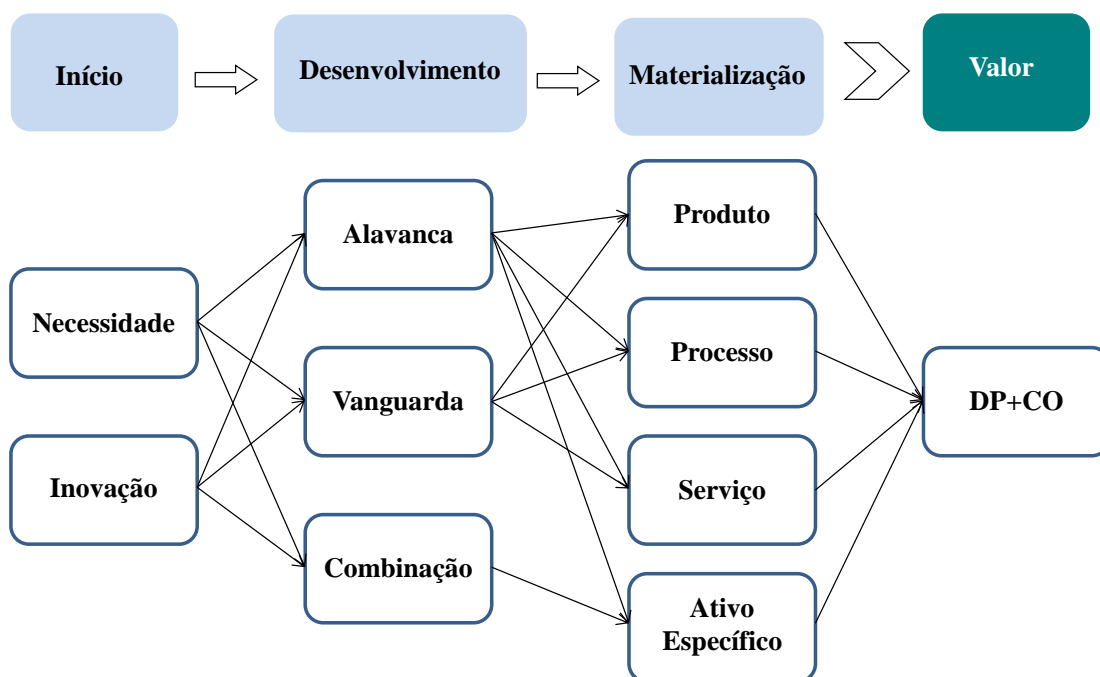 Início
Desenvolvimento
Materialização
Valor
Necessidade
Inovação
Alavanca
Vanguarda
Combinação
Produto
Processo
Serviço
Ativo
Específico
DP+CO